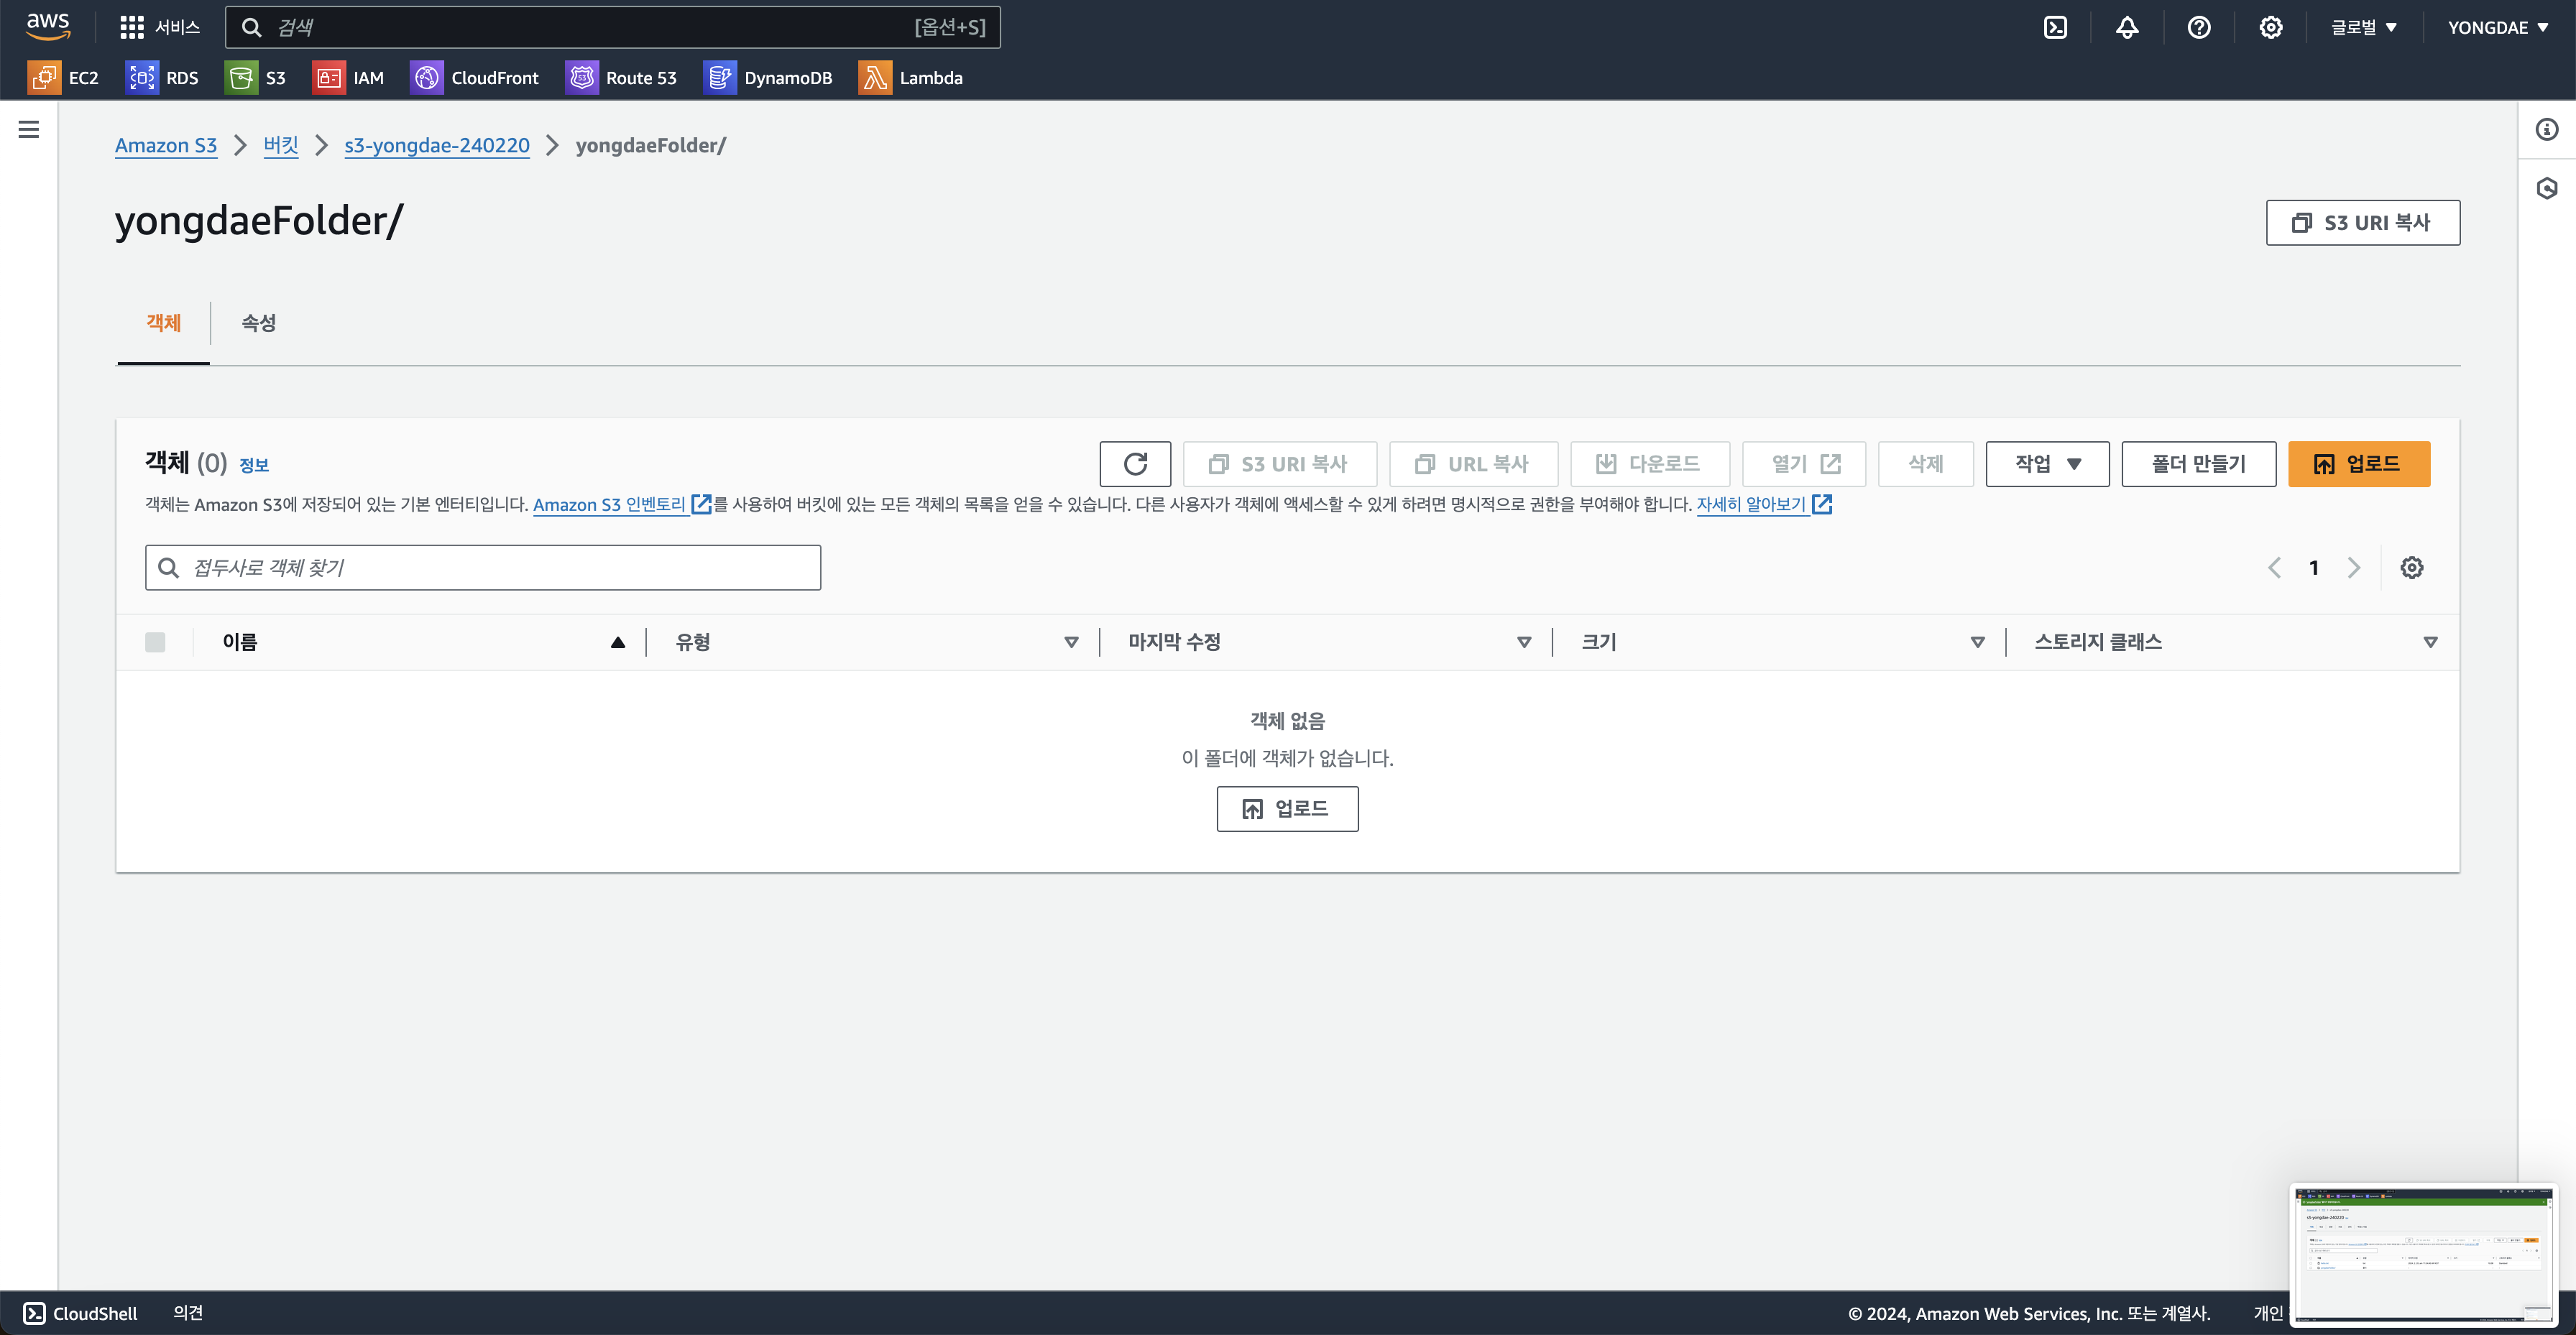 aws
서비스
검색
[옵션+S]
글로벌
YONGDAE
EC2
RDS
S3
IAM
CloudFront
Route 53
DynamoDB
Lambda
Amazon S3
버킷
s3-yongdae-240220
yongdaeFolder/
yongdaeFolder/
S3 URI 복사
객체
속성
객체 (0) 정보
S3 URI 복사
URL 복사
다운로드
열기
삭제
작업
폴더 만들기
업로드
객체는 Amazon S3에 저장되어 있는 기본 엔터티입니다. Amazon S3 인벤토리 를 사용하여 버킷에 있는 모든 객체의 목록을 얻을 수 있습니다. 다른 사용자가 객체에 액세스할 수 있게 하려면 명시적으로 권한을 부여해야 합니다. 자세히 알아보기
접두사로 객체 찾기
1
이름
유형
마지막 수정
크기
스토리지 클래스
객체 없음
이 폴더에 객체가 없습니다.
업로드
s3-yongdae-240220
CloudShell
의견
© 2024, Amazon Web Services, Inc. 또는 계열사.
개인